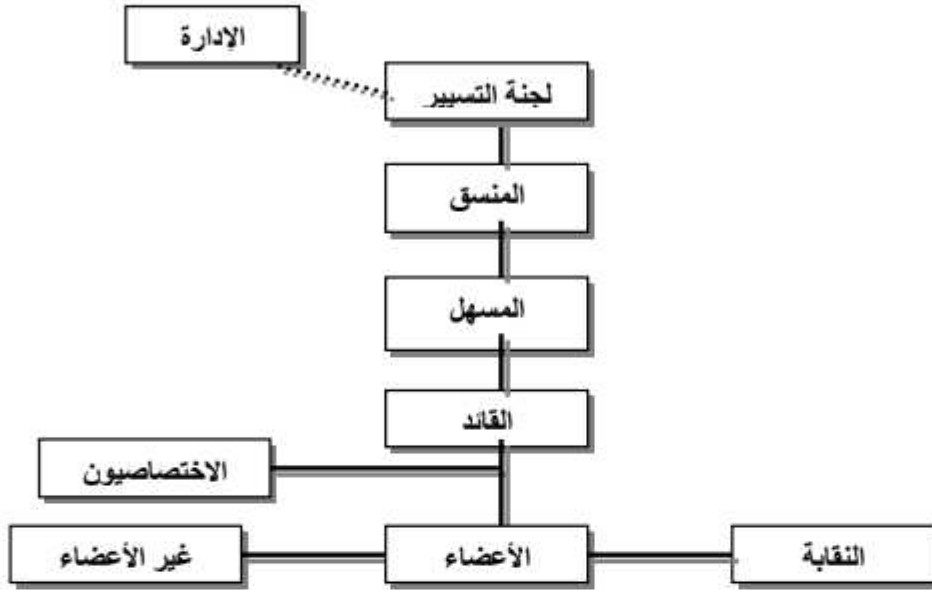 الإدارة
لجنة التسيير
المنسق
المسهل
القائد
الاختصاصيون
النقابة
الأعضاء
غير الأعضاء